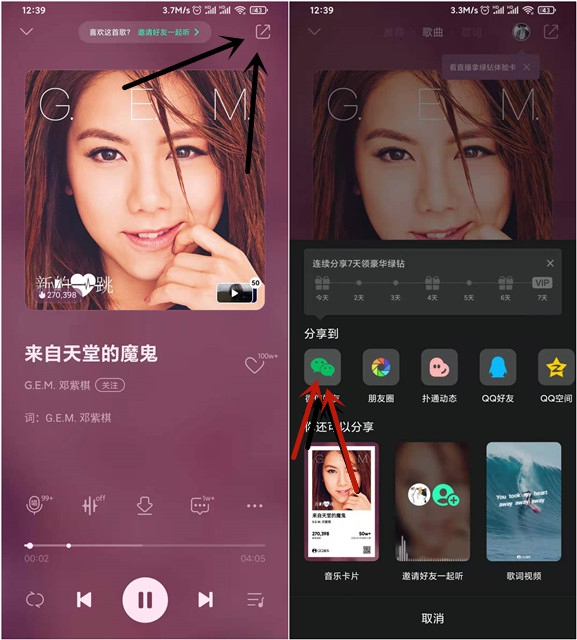 12:39
3.7M/s
43
喜欢这首歌?
邀请好友一起听
G.E.M.
新的心跳
270,398
50
来自天堂的魔鬼
100w+
G.E.M. 邓紫棋
关注
词：G.E.M. 邓紫棋
99+
off
1w+
00:02
04:05
12:39
3.3M/s
43
推荐
歌曲
歌词
看直播拿绿钻体验卡
连续分享7天领豪华绿钻
今天
2天
3天
4天
5天
6天
7天
VIP
分享到
朋友圈
扑通动态
QQ好友
QQ空间
你还可以分享
来自天堂的魔鬼
G.E.M. 邓紫棋
270,398
50w+
QQ音乐
You took my heart
away away away
音乐卡片
邀请好友一起听
歌词视频
取消